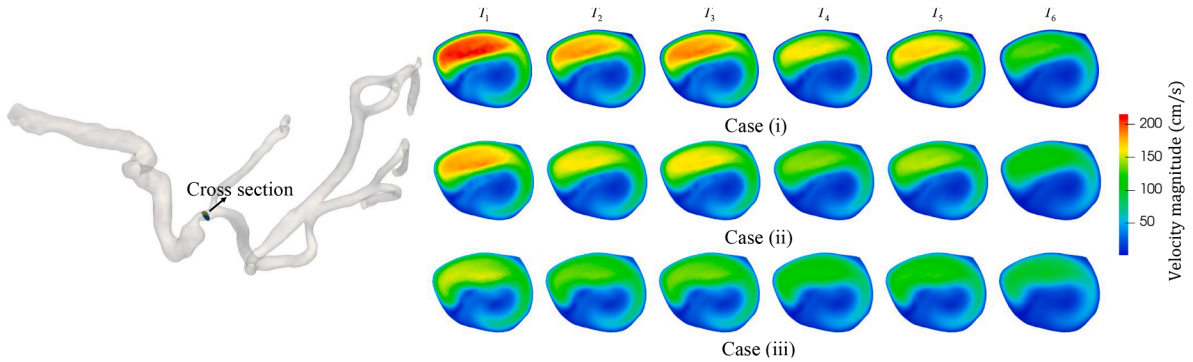 T1 T2 T3 T4 T5 T6
Case (i)
Cross section
Case (ii)
Case (iii)
200
150
100
50
Velocity magnitude (cm/s)